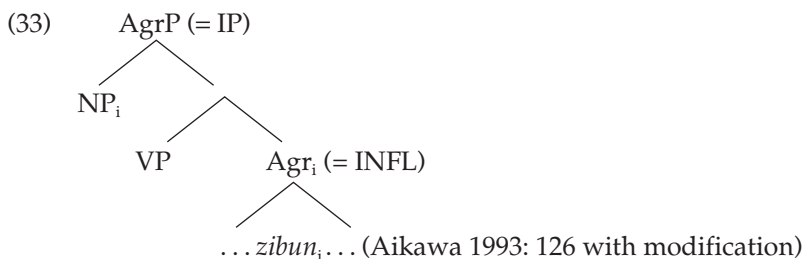 (33) AgrP (= IP)
NPi
VP Agri (= INFL)
. . . zibuni . . . (Aikawa 1993: 126 with modification)